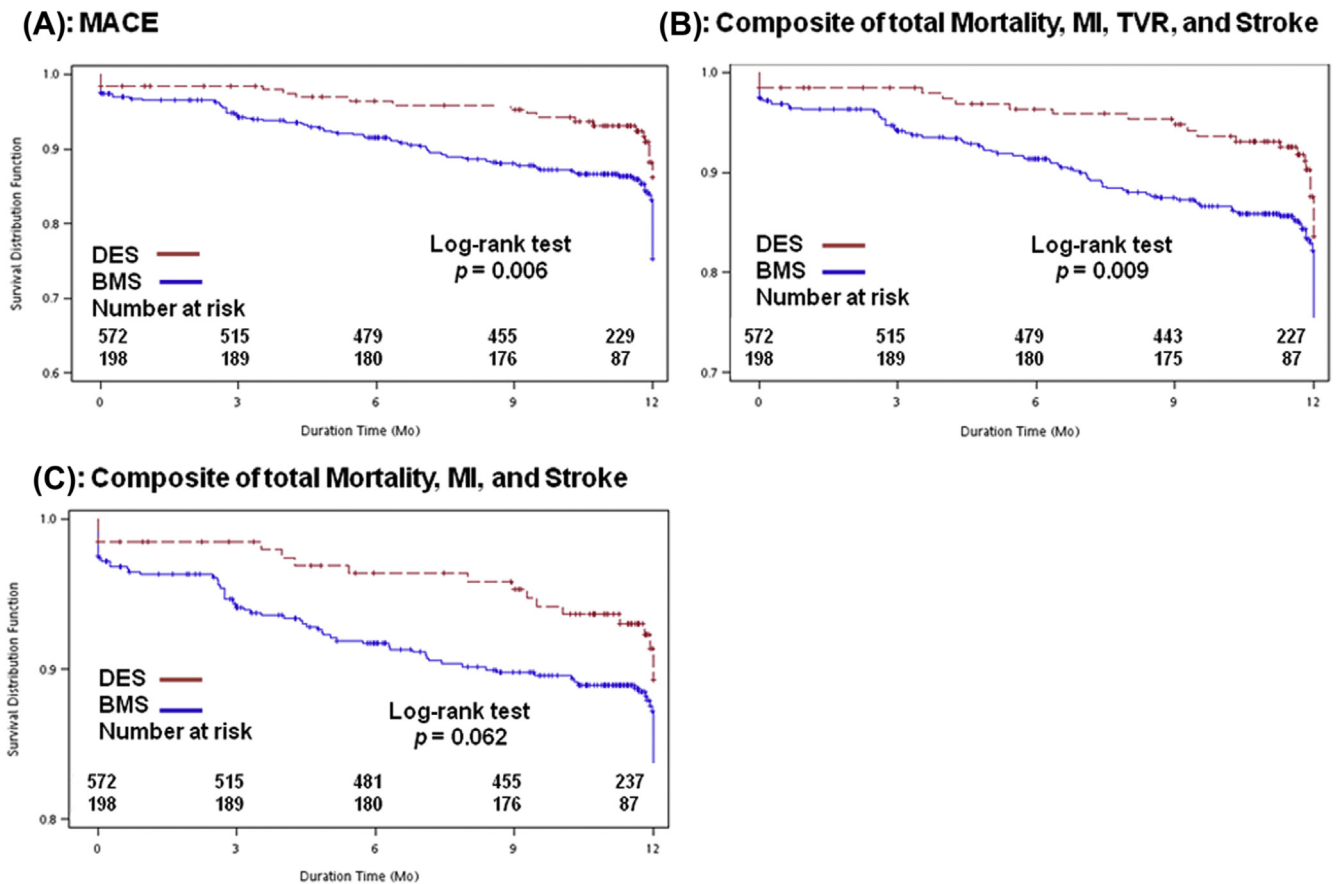 (A): MACE
1.0
0.9
0.8
0.7
0.6
Survival Distribution Function
DES
BMS
Number at risk
Log-rank test
p = 0.006
572 515 479 455 229
198 189 180 176 87
0 3 6 9 12
Duration Time (Mo)
(B): Composite of total Mortality, MI, TVR, and Stroke
1.0
0.9
0.8
0.7
Survival Distribution Function
DES
BMS
Number at risk
Log-rank test
p = 0.009
572 515 479 443 227
198 189 180 175 87
0 3 6 9 12
Duration Time (Mo)
(C): Composite of total Mortality, MI, and Stroke
1.0
0.9
0.8
Survival Distribution Function
DES
BMS
Number at risk
Log-rank test
p = 0.062
572 515 481 455 237
198 189 180 176 87
0 3 6 9 12
Duration Time (Mo)